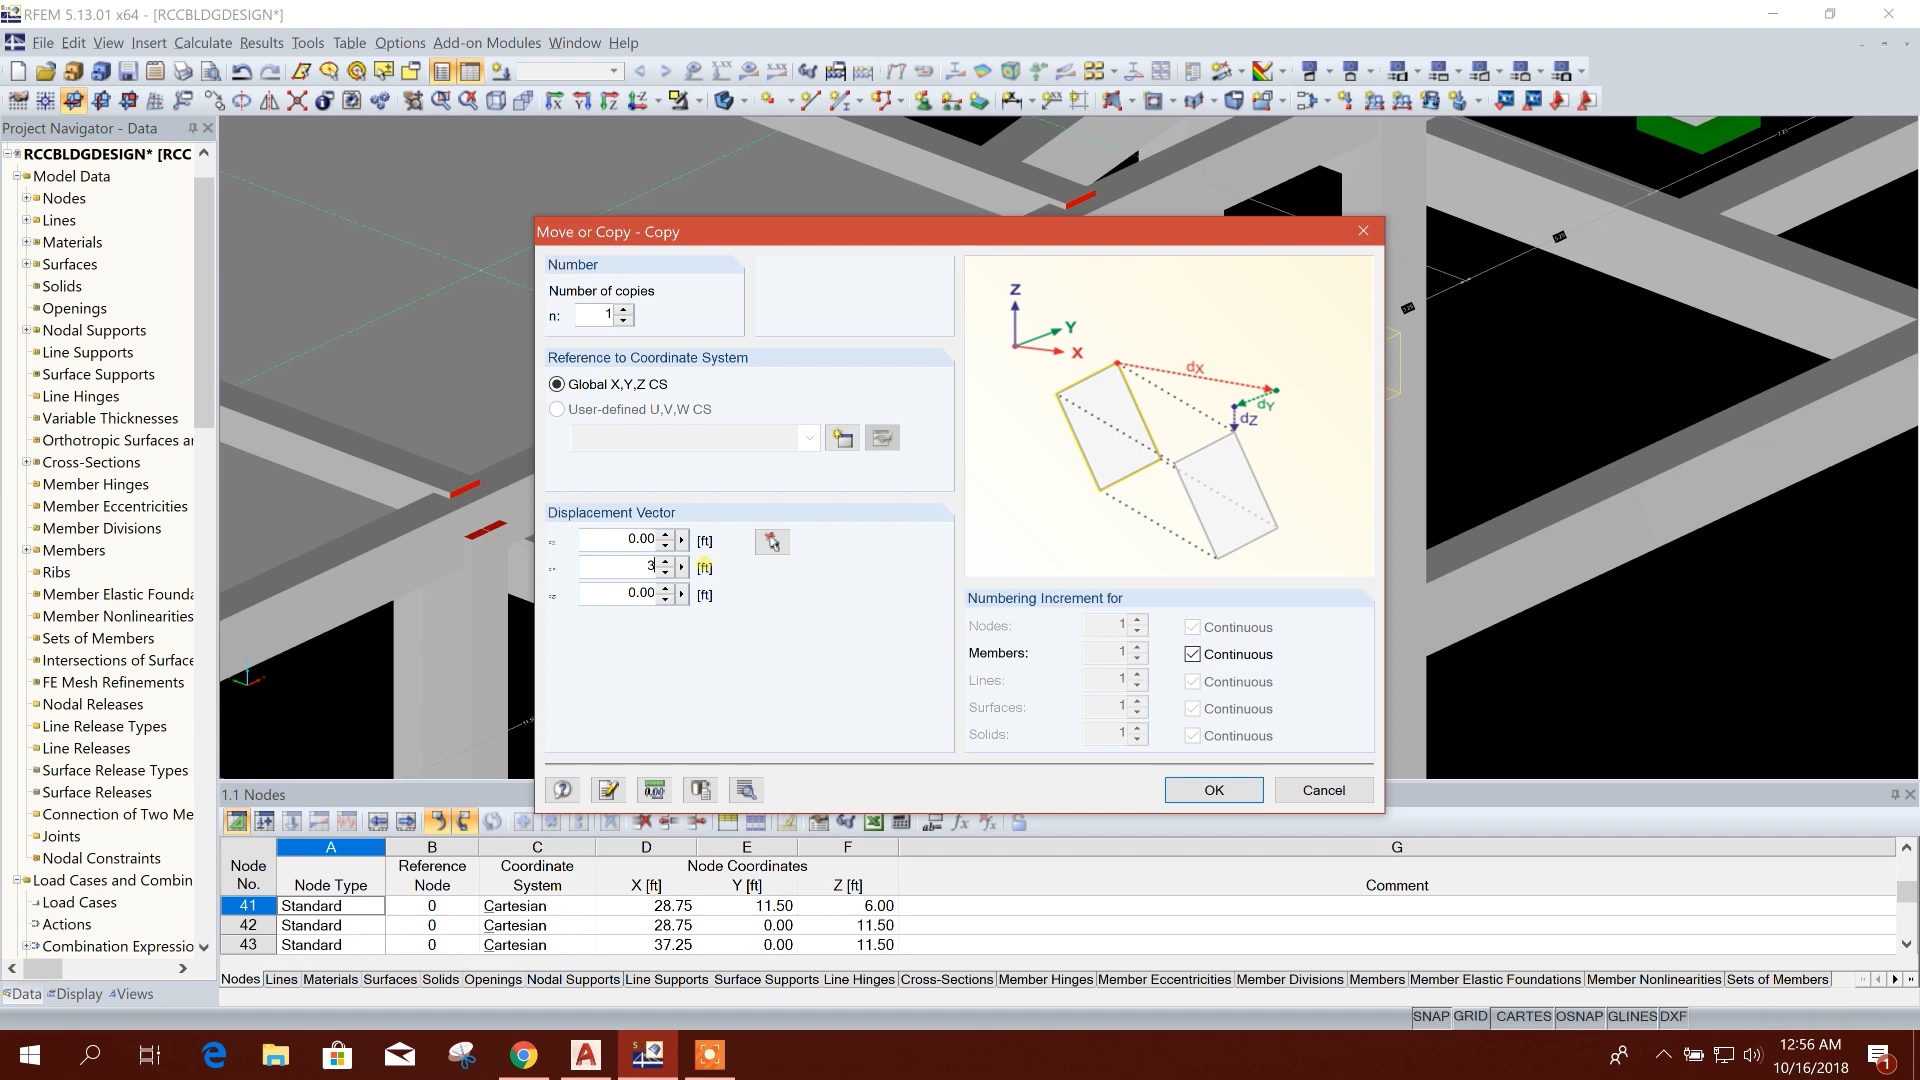 RFEM 5.13.01 x64 - [RCCBLDGDESIGN*]
File Edit View Insert Calculate Results Tools Table Options Add-on Modules Window Help
Project Navigator - Data
RCCBLDGDESIGN* [RCC
Model Data
Nodes
Lines
Materials
Surfaces
Solids
Openings
Nodal Supports
Line Supports
Surface Supports
Line Hinges
Variable Thicknesses
Orthotropic Surfaces ar
Cross-Sections
Member Hinges
Member Eccentricities
Member Divisions
Members
Ribs
Member Elastic Founda
Member Nonlinearities
Sets of Members
Intersections of Surface
FE Mesh Refinements
Nodal Releases
Line Release Types
Line Releases
Surface Release Types
Surface Releases
Connection of Two Me
Joints
Nodal Constraints
Load Cases and Combin
Load Cases
Actions
Combination Expressio
Data Display Views
Move or Copy - Copy
Number
Number of copies
n: 1
Reference to Coordinate System
Global X,Y,Z CS
User-defined U,V,W CS
Displacement Vector
0.00 [ft]
3 [ft]
0.00 [ft]
Z
Y
X
dX
dY
dZ
Numbering Increment for
Nodes: 1 Continuous
Members: 1 Continuous
Lines: 1 Continuous
Surfaces: 1 Continuous
Solids: 1 Continuous
OK Cancel
1.1 Nodes
A B C D E F G
Node Reference Coordinate Node Coordinates
No. Node Type Node System X [ft] Y [ft] Z [ft] Comment
41 Standard 0 Cartesian 28.75 11.50 6.00
42 Standard 0 Cartesian 28.75 0.00 11.50
43 Standard 0 Cartesian 37.25 0.00 11.50
Nodes Lines Materials Surfaces Solids Openings Nodal Supports Line Supports Surface Supports Line Hinges Cross-Sections Member Hinges Member Eccentricities Member Divisions Members Member Elastic Foundations Member Nonlinearities Sets of Members
SNAP GRID CARTES OSNAP GLINES DXF
12:56 AM
10/16/2018
1